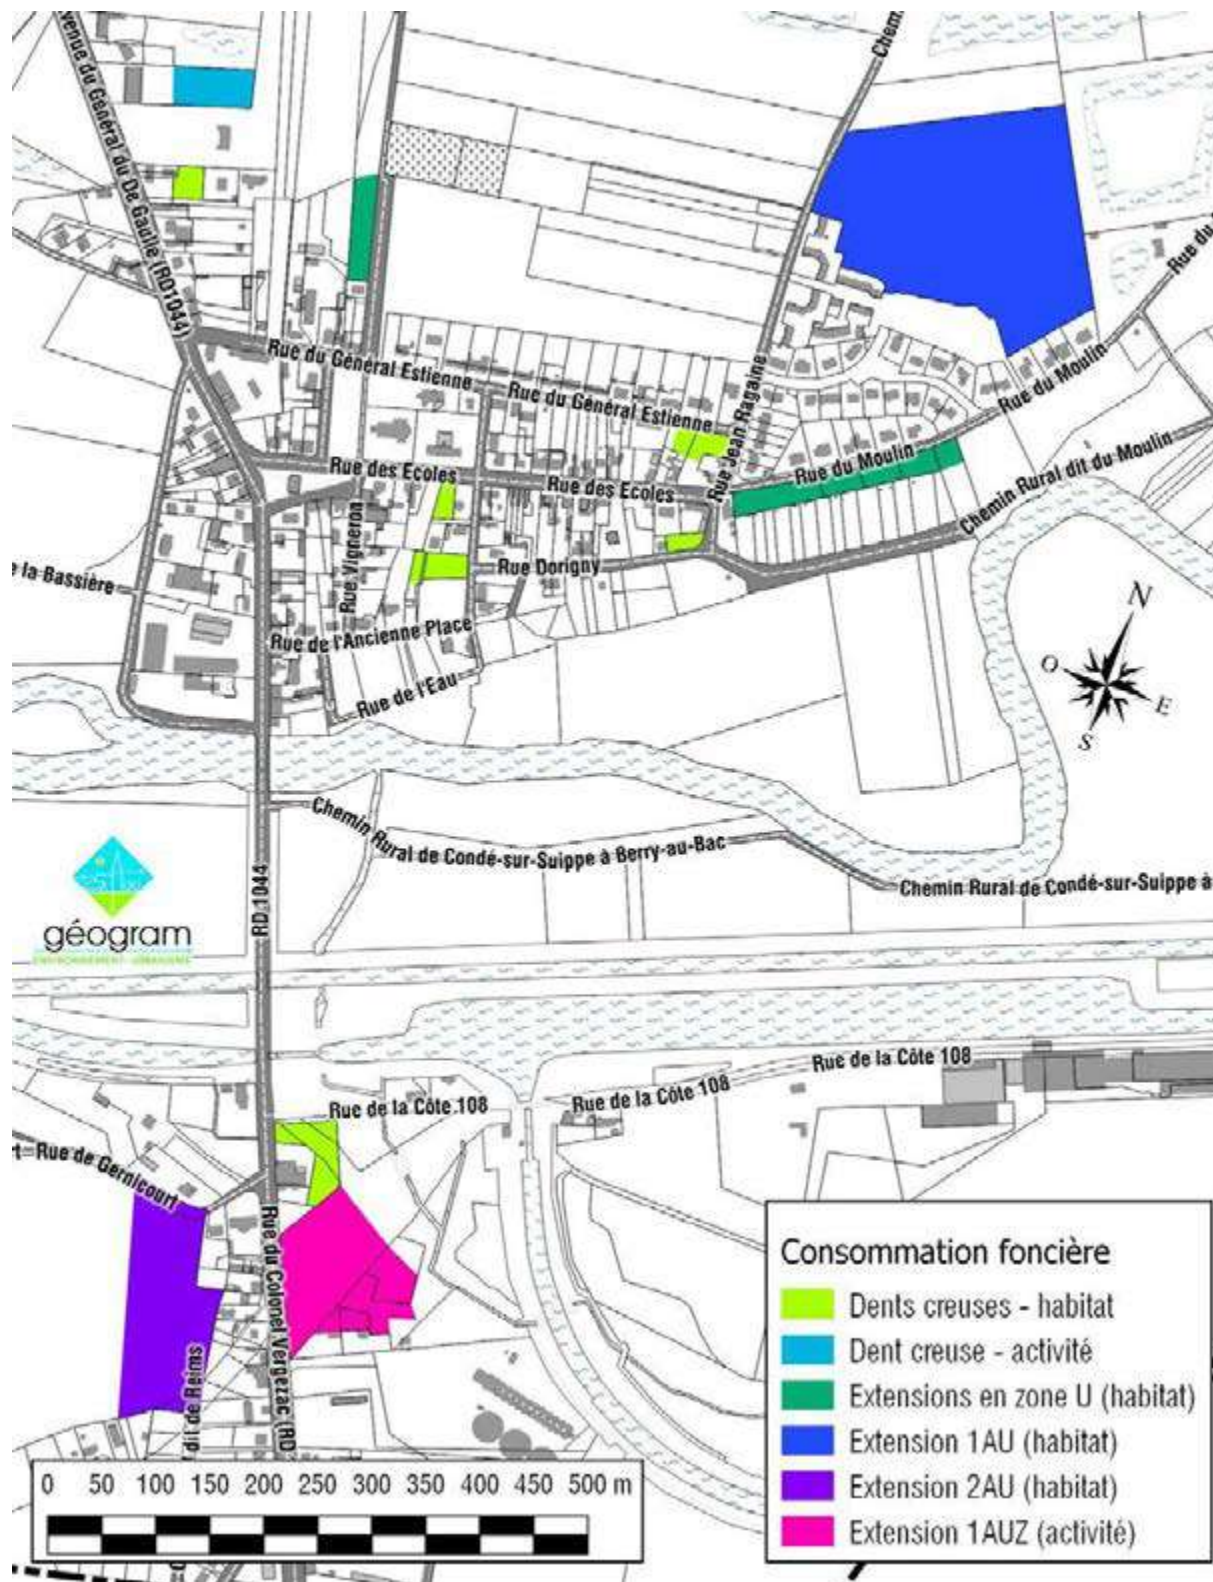 venue du Général du De Gaulle (RD1044)
Chem
Rue du
Rue du Général Estienne
Rue du Général Estienne
Rue Jean Ragaine
Rue du Moulin
Rue du Moulin
Chemin Rural dit du Moulin
Rue des Ecoles
Rue des Ecoles
Rue Vigneron
Rue Dorigny
e la Bassière
Rue de l'Ancienne Place
Rue de l'Eau
N
O
E
S
Chemin Rural de Condé-sur-Suippe à Berry-au-Bac
Chemin Rural de Condé-sur-Suippe à
RD 1044
géogram
ENVIRONNEMENT - URBANISME
Rue de la Côte 108
Rue de la Côte 108
Rue de la Côte 108
t - Rue de Gernicourt
Rue du Colonel Vergezac (RD
dit de Reims
Consommation foncière
Dents creuses - habitat
Dent creuse - activité
Extensions en zone U (habitat)
Extension 1AU (habitat)
Extension 2AU (habitat)
Extension 1AUZ (activité)
0 50 100 150 200 250 300 350 400 450 500 m